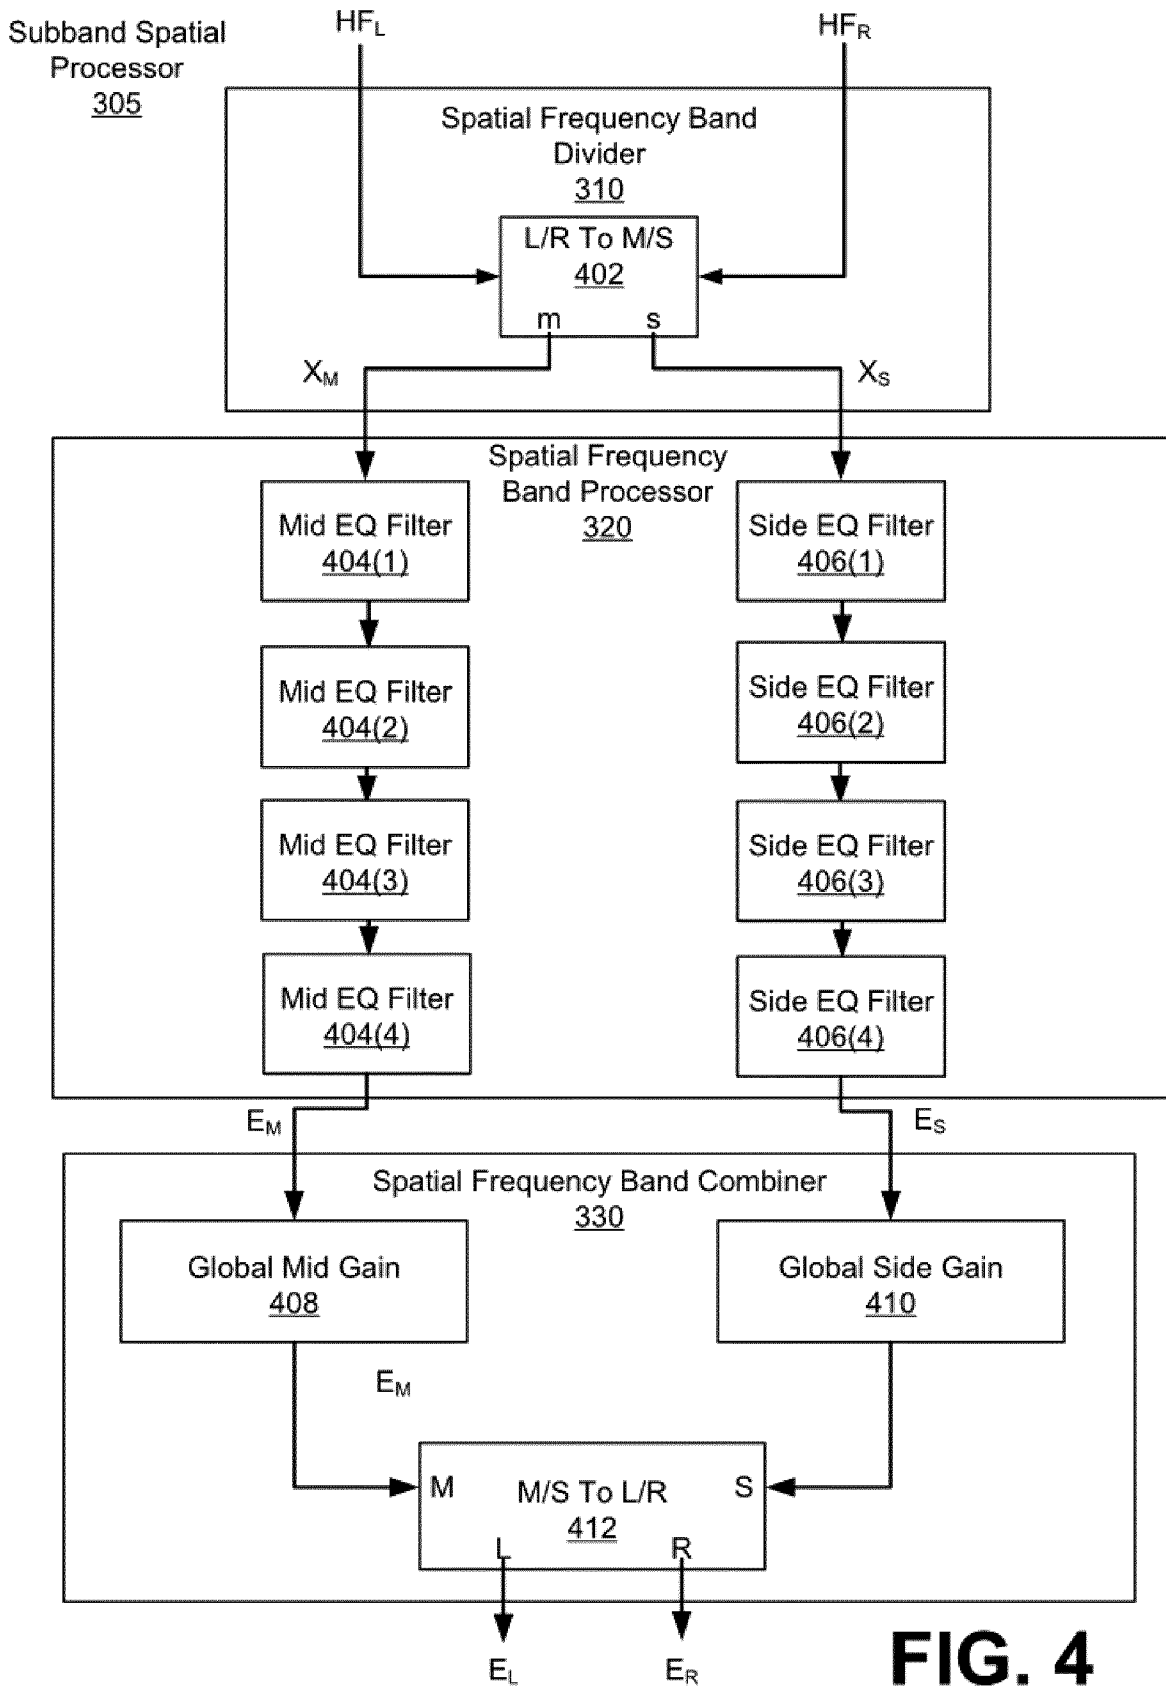 Subband Spatial
Processor
305
HFL
HFR
Spatial Frequency Band
Divider
310
L/R To M/S
402
m
s
XM
XS
Spatial Frequency
Band Processor
320
Mid EQ Filter
404(1)
Side EQ Filter
406(1)
Mid EQ Filter
404(2)
Side EQ Filter
406(2)
Mid EQ Filter
404(3)
Side EQ Filter
406(3)
Mid EQ Filter
404(4)
Side EQ Filter
406(4)
EM
ES
Spatial Frequency Band Combiner
330
Global Mid Gain
408
Global Side Gain
410
EM
M
M/S To L/R
412
S
L
R
EL
ER
FIG. 4